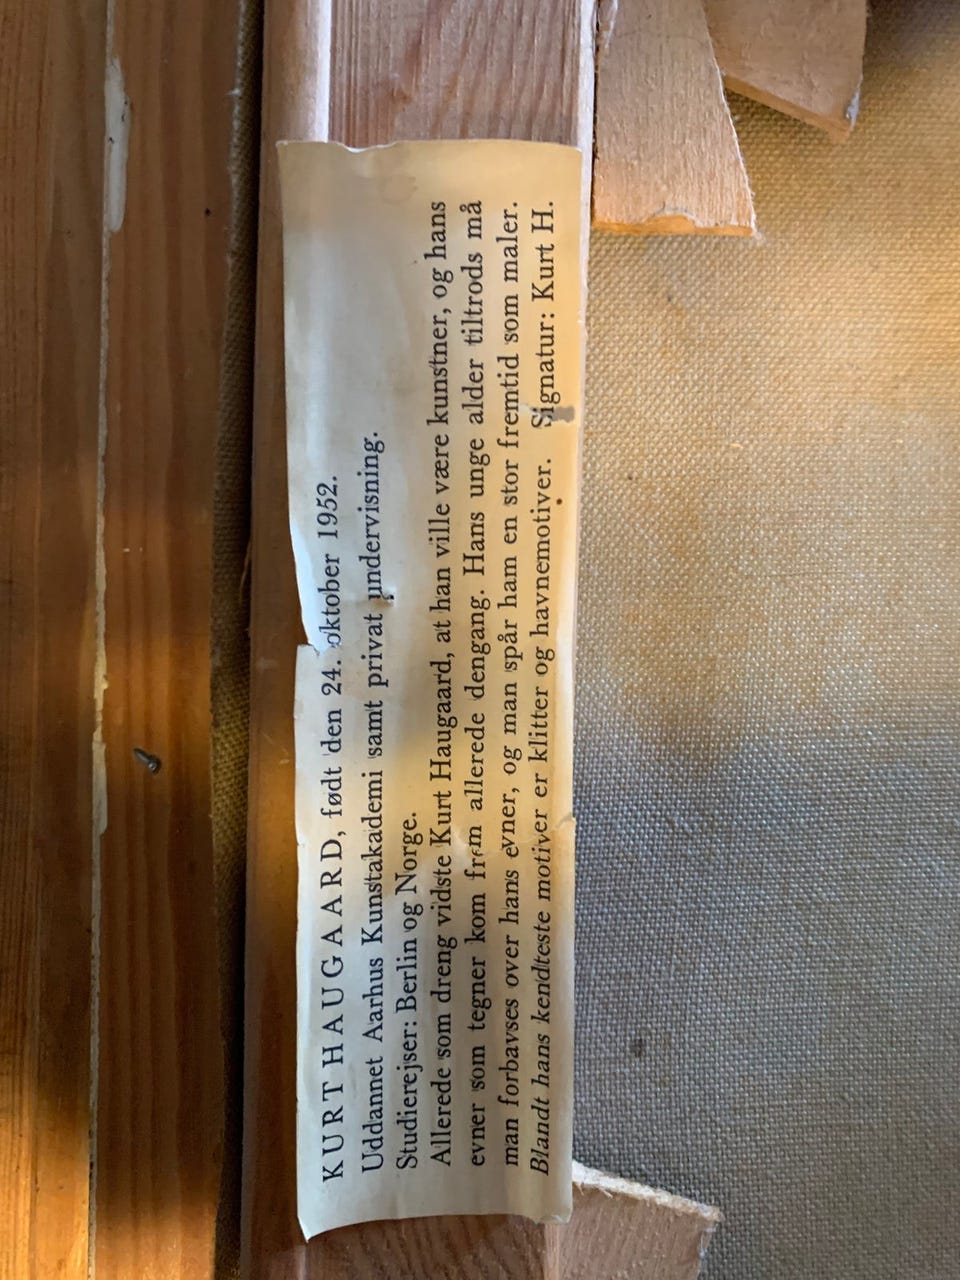 KURT HAUGAARD, født den 24. oktober 1952.
Uddannet Aarhus Kunstakademi samt privat undervisning.
Studierejser: Berlin og Norge.
Allerede som dreng vidste Kurt Haugaard, at han ville være kunstner, og hans
evner som tegner kom frem allerede dengang. Hans unge alder tiltrods må
man forbavses over hans evner, og man spår ham en stor fremtid som maler.
Blandt hans kendteste motiver er klitter og havnemotiver. Signatur: Kurt H.